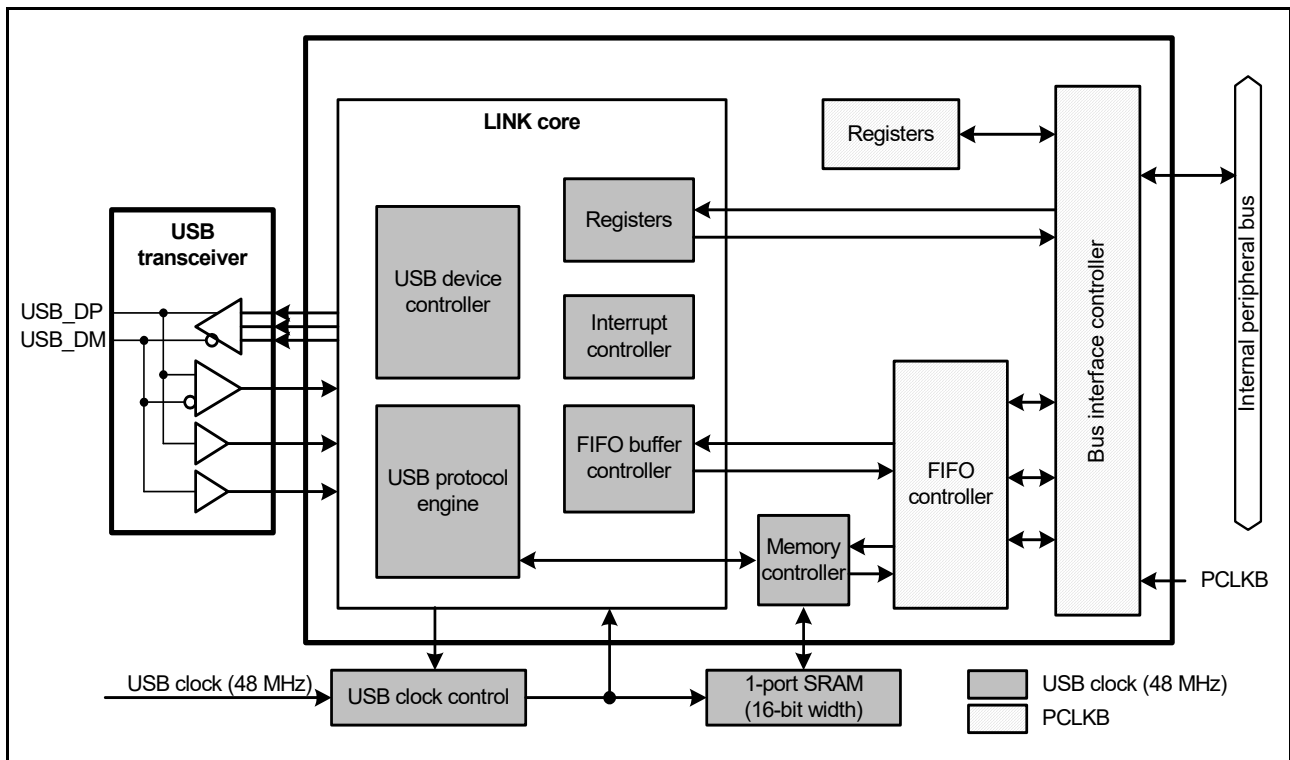 LINK core
Registers
USB
transceiver
Registers
USB device
controller
USB_DP
USB_DM
Interrupt
controller
Bus interface controller
Internal peripheral bus
FIFO buffer
controller
USB protocol
engine
FIFO
controller
Memory
controller
PCLKB
USB clock (48 MHz)
USB clock control
1-port SRAM
(16-bit width)
USB clock (48 MHz)
PCLKB